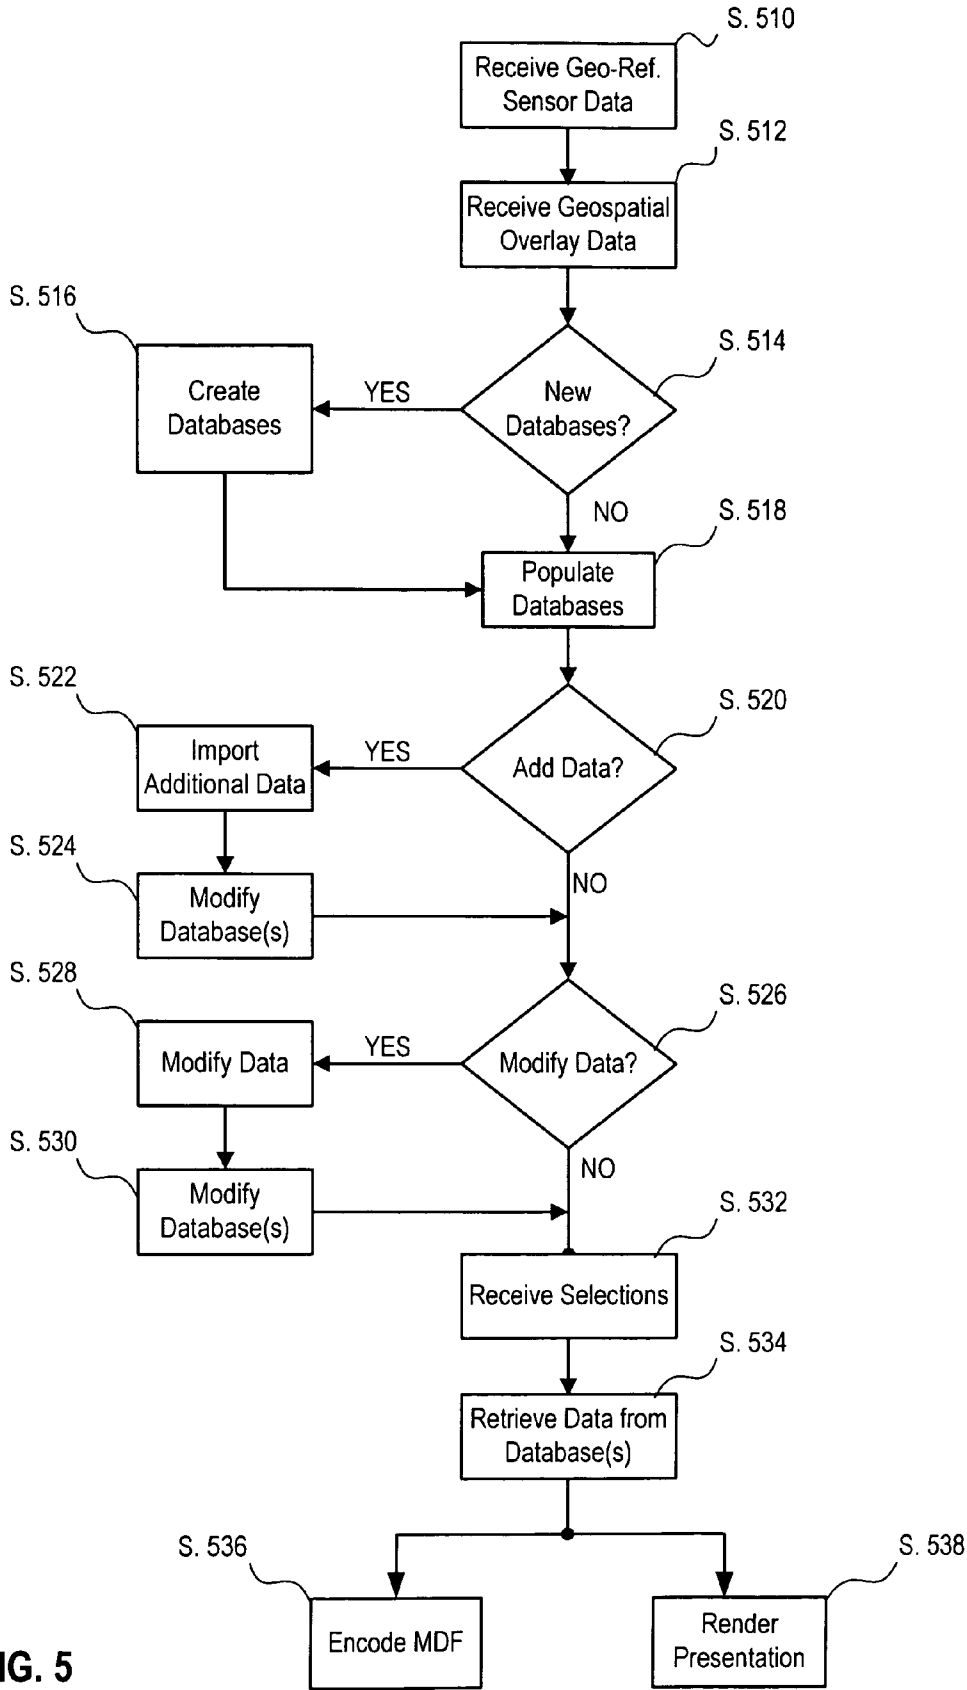 S. 510
Receive Geo-Ref.
Sensor Data
S. 512
Receive Geospatial
Overlay Data
S. 516
S. 514
Create
Databases
YES
New
Databases?
NO
S. 518
Populate
Databases
S. 522
S. 520
Import
Additional Data
YES
Add Data?
S. 524
NO
Modify
Database(s)
S. 528
S. 526
Modify Data
YES
Modify Data?
S. 530
NO
Modify
Database(s)
S. 532
Receive Selections
S. 534
Retrieve Data from
Database(s)
S. 536
S. 538
Encode MDF
Render
Presentation
IG. 5